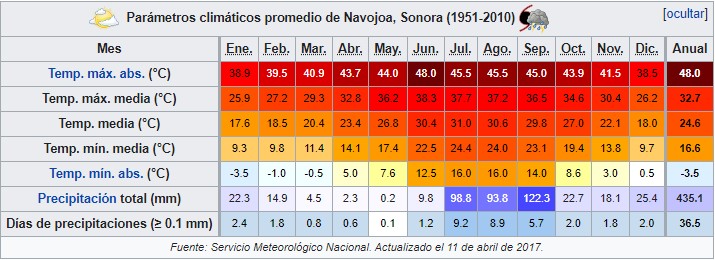 Parámetros climáticos promedio de Navojoa, Sonora (1951-2010) [ocultar]
Mes Ene. Feb. Mar. Abr. May. Jun. Jul. Ago. Sep. Oct. Nov. Dic. Anual
Temp. máx. abs. (°C) 38.9 39.5 40.9 43.7 44.0 48.0 45.5 45.5 45.0 43.9 41.5 38.5 48.0
Temp. máx. media (°C) 25.9 27.2 29.3 32.8 36.2 38.3 37.7 37.2 36.5 34.6 30.4 26.2 32.7
Temp. media (°C) 17.6 18.5 20.4 23.4 26.8 30.4 31.0 30.6 29.8 27.0 22.1 18.0 24.6
Temp. mín. media (°C) 9.3 9.8 11.4 14.1 17.4 22.5 24.4 24.0 23.1 19.4 13.8 9.7 16.6
Temp. mín. abs. (°C) -3.5 -1.0 -0.5 5.0 7.6 12.5 16.0 16.0 14.0 8.6 3.0 0.5 -3.5
Precipitación total (mm) 22.3 14.9 4.5 2.3 0.2 9.8 98.8 93.8 122.3 22.7 18.1 25.4 435.1
Días de precipitaciones (≥ 0.1 mm) 2.4 1.8 0.8 0.6 0.1 1.2 9.2 8.9 5.7 2.0 1.8 2.0 36.5
Fuente: Servicio Meteorológico Nacional. Actualizado el 11 de abril de 2017.